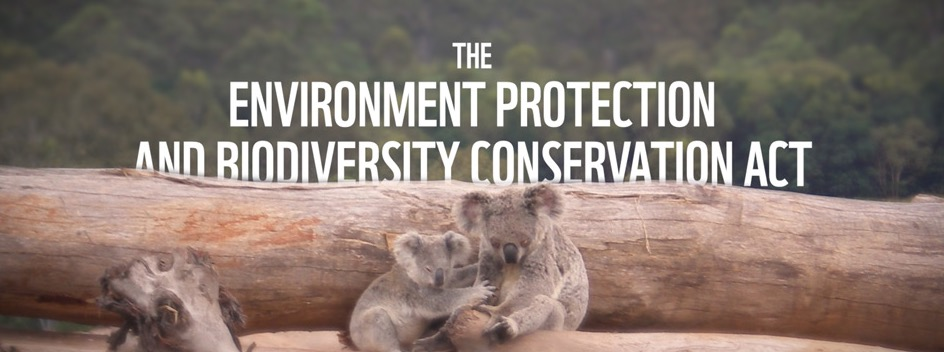 THE
ENVIRONMENT PROTECTION
AND BIODIVERSITY CONSERVATION ACT